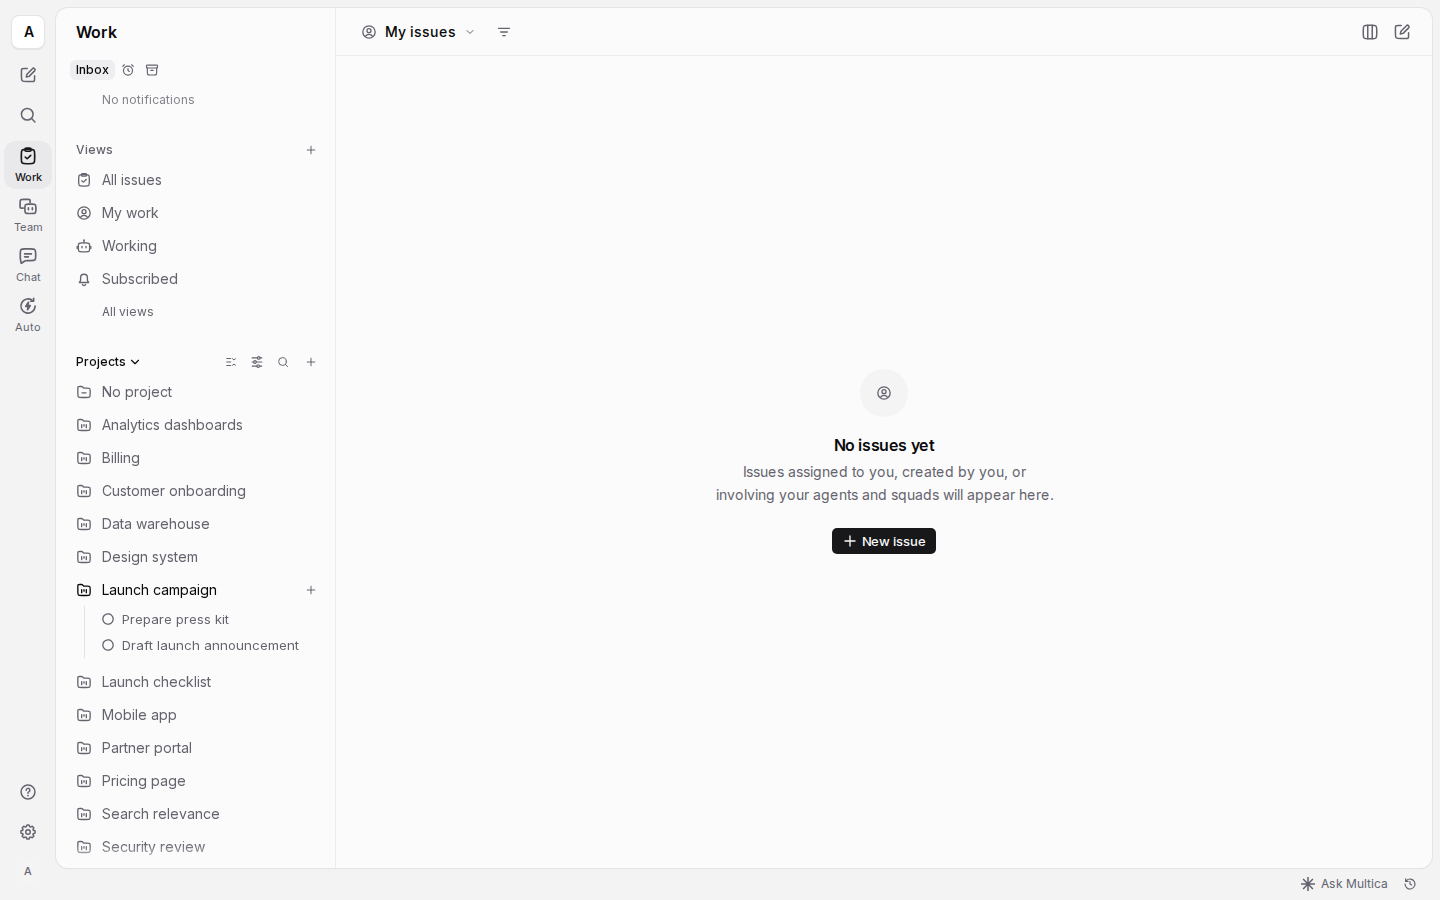 A
Work
Team
Chat
Auto
A
Work
Inbox
No notifications
Views
All issues
My work
Working
Subscribed
All views
Projects
No project
Analytics dashboards
Billing
Customer onboarding
Data warehouse
Design system
Launch campaign
Prepare press kit
Draft launch announcement
Launch checklist
Mobile app
Partner portal
Pricing page
Search relevance
Security review
My issues
No issues yet
Issues assigned to you, created by you, or
involving your agents and squads will appear here.
New issue
Ask Multica